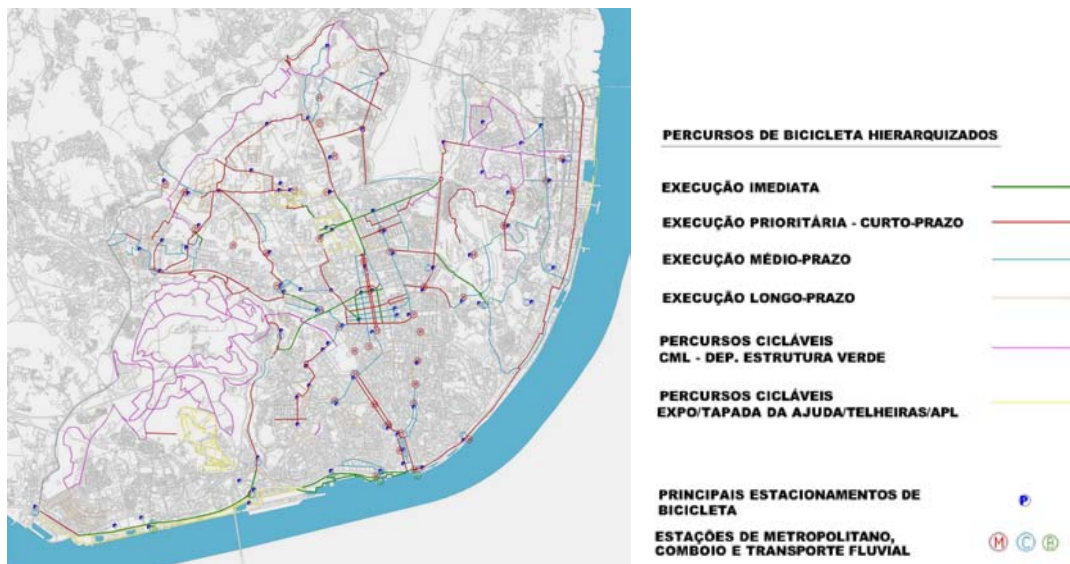 PERCURSOS DE BICICLETA HIERARQUIZADOS
EXECUÇÃO IMEDIATA
EXECUÇÃO PRIORITÁRIA - CURTO-PRAZO
EXECUÇÃO MÉDIO-PRAZO
EXECUÇÃO LONGO-PRAZO
PERCURSOS CICLÁVEIS
CML - DEP. ESTRUTURA VERDE
PERCURSOS CICLÁVEIS
EXPO/TAPADA DA AJUDA/TELHEIRAS/APL
PRINCIPAIS ESTACIONAMENTOS DE
BICICLETA P
ESTAÇÕES DE METROPOLITANO,
COMBOIO E TRANSPORTE FLUVIAL M C B